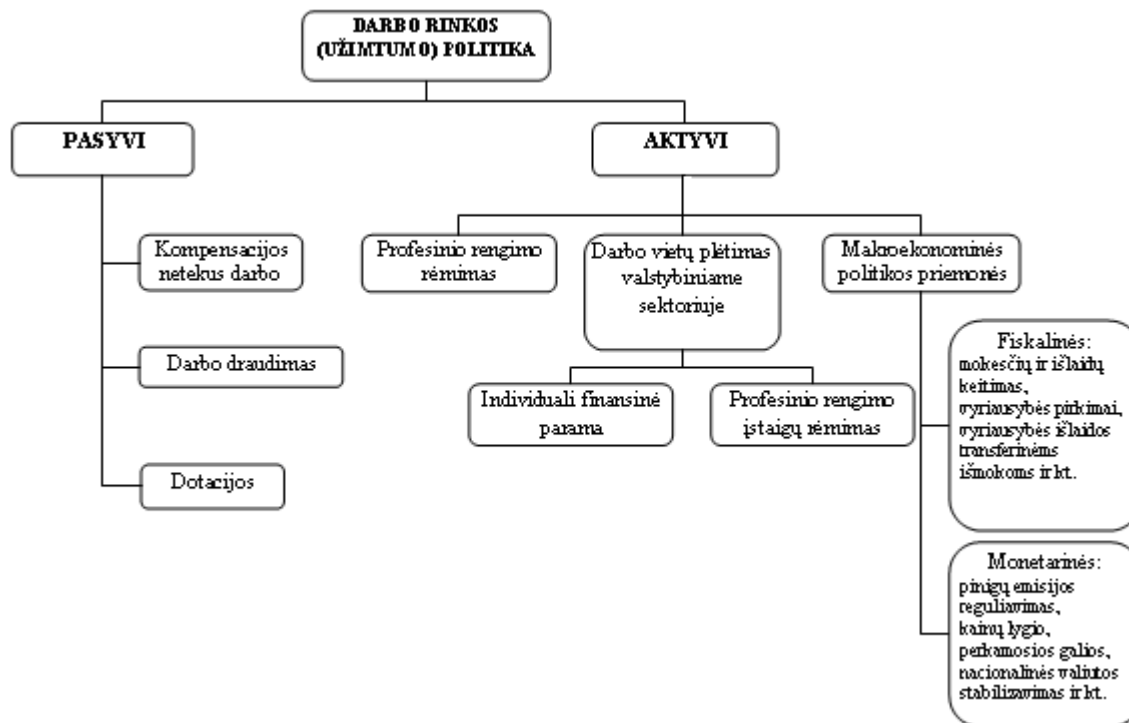 DARBO RINKOS
(UŽIMTUMO) POLITIKA
PASYVI
AKTYVI
Kompensacijos
netekus darbo
Darbo draudimas
Dotacijos
Profesinio rengimo
rėmimas
Darbo vietų plėtimas
valstybiniame
sektoriuje
Makroekonominės
politikos priemonės
Individuali finansinė
parama
Profesinio rengimo
įstaigų rėmimas
Fiskalinės:
mokesčių ir išlaidų
keitimas,
vyriausybės pirkimai,
vyriausybės išlaidos
transferinėms
išmokoms ir kt.
Monetarinės:
pinigų emisijos
reguliavimas,
kainų lygio,
perkamosios galios,
nacionalinės valiutos
stabilizavimas ir kt.